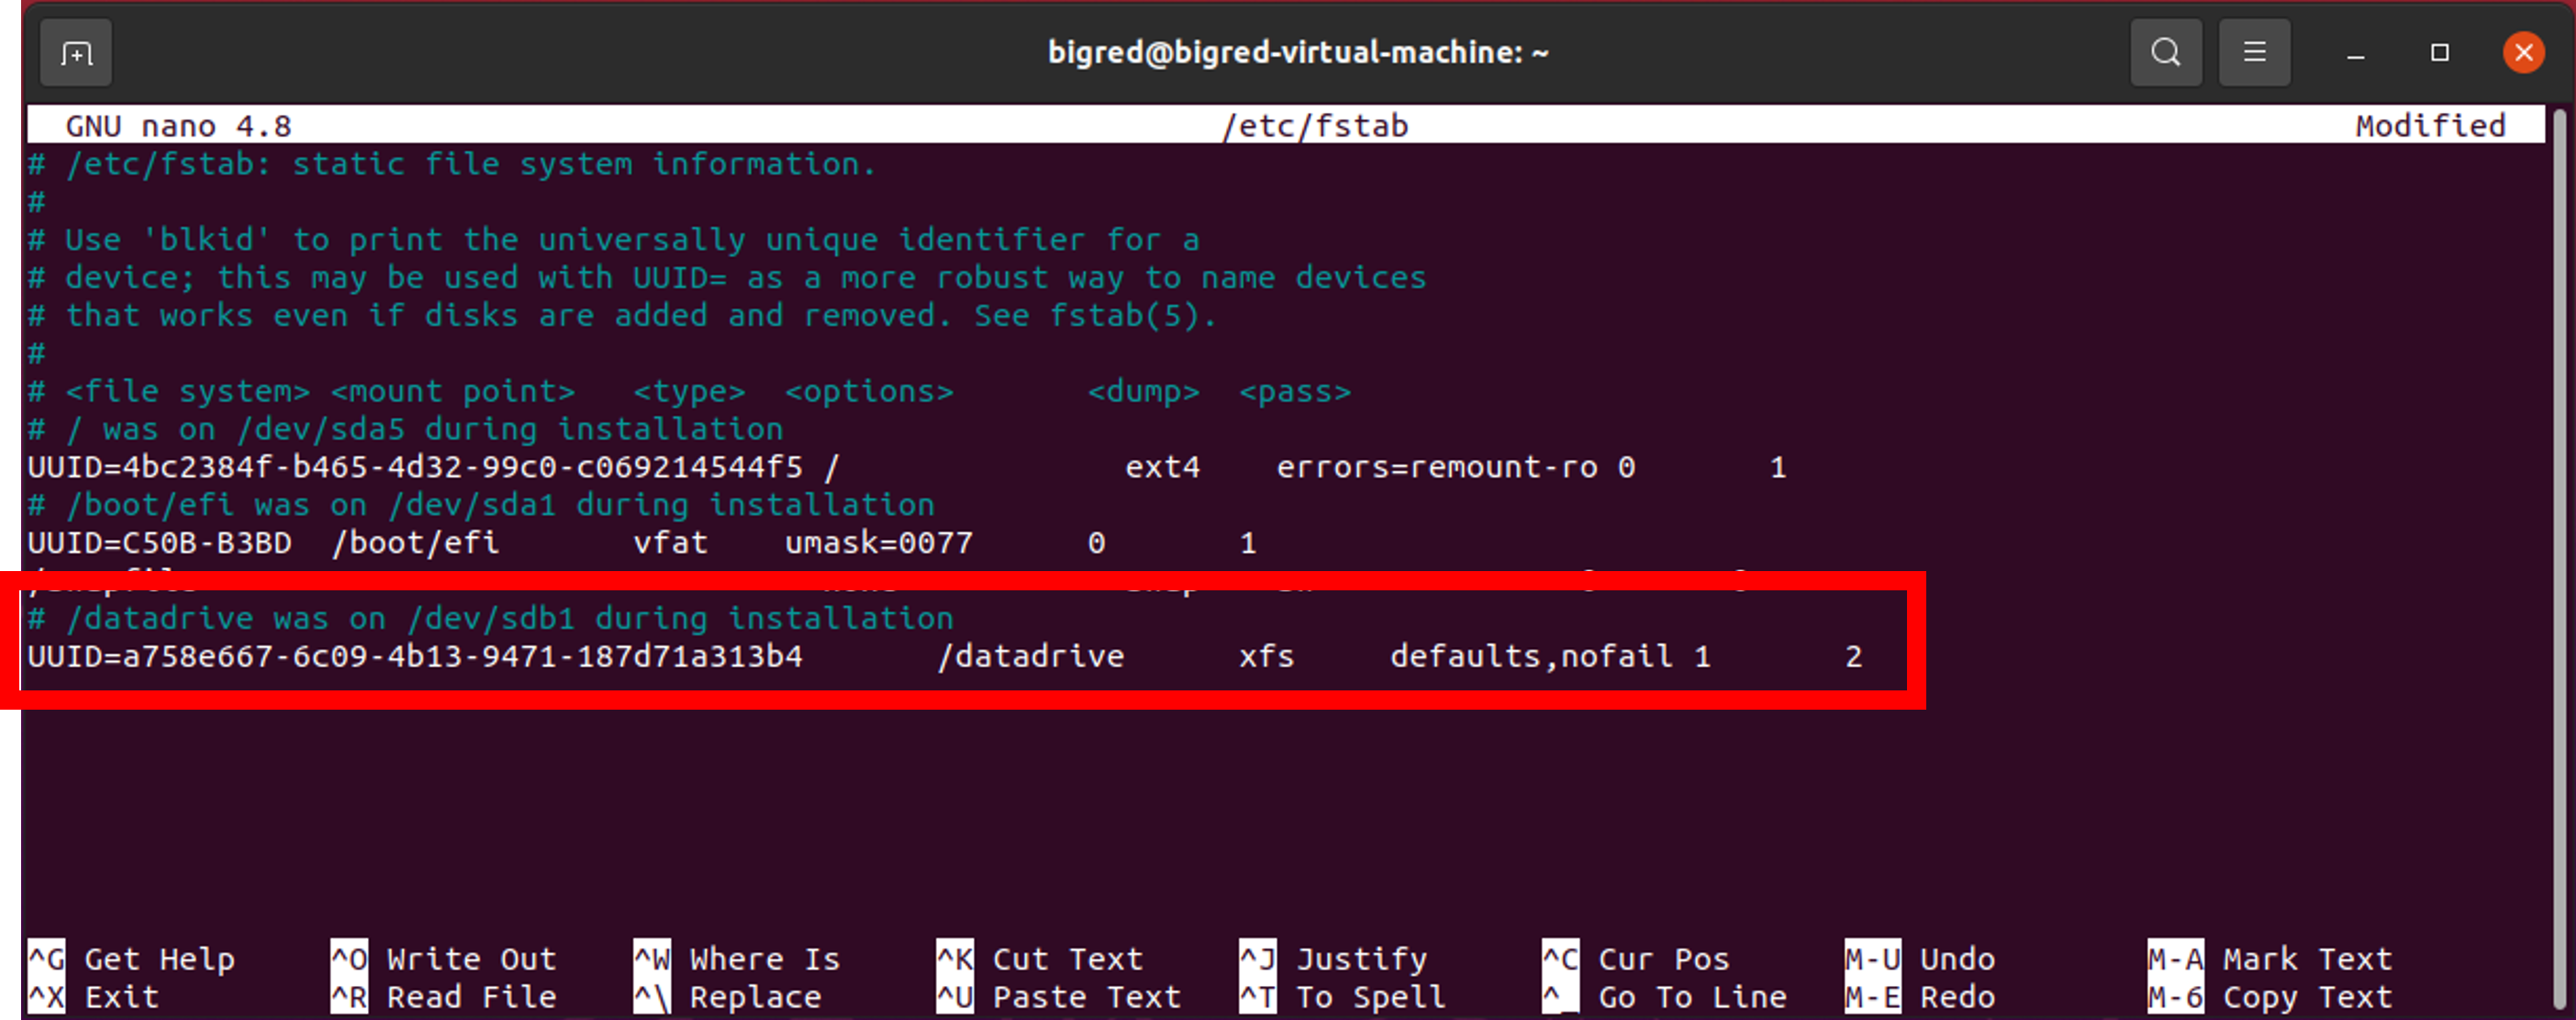 bigred@bigred-virtual-machine: ~
GNU nano 4.8 /etc/fstab Modified
# /etc/fstab: static file system information.
#
# Use 'blkid' to print the universally unique identifier for a
# device; this may be used with UUID= as a more robust way to name devices
# that works even if disks are added and removed. See fstab(5).
#
# <file system> <mount point> <type> <options> <dump> <pass>
# / was on /dev/sda5 during installation
UUID=4bc2384f-b465-4d32-99c0-c069214544f5 / ext4 errors=remount-ro 0 1
# /boot/efi was on /dev/sda1 during installation
UUID=C50B-B3BD /boot/efi vfat umask=0077 0 1
# /datadrive was on /dev/sdb1 during installation
UUID=a758e667-6c09-4b13-9471-187d71a313b4 /datadrive xfs defaults,nofail 1 2
^G Get Help ^O Write Out ^W Where Is ^K Cut Text ^J Justify ^C Cur Pos M-U Undo M-A Mark Text
^X Exit ^R Read File ^\ Replace ^U Paste Text ^T To Spell ^_ Go To Line M-E Redo M-6 Copy Text